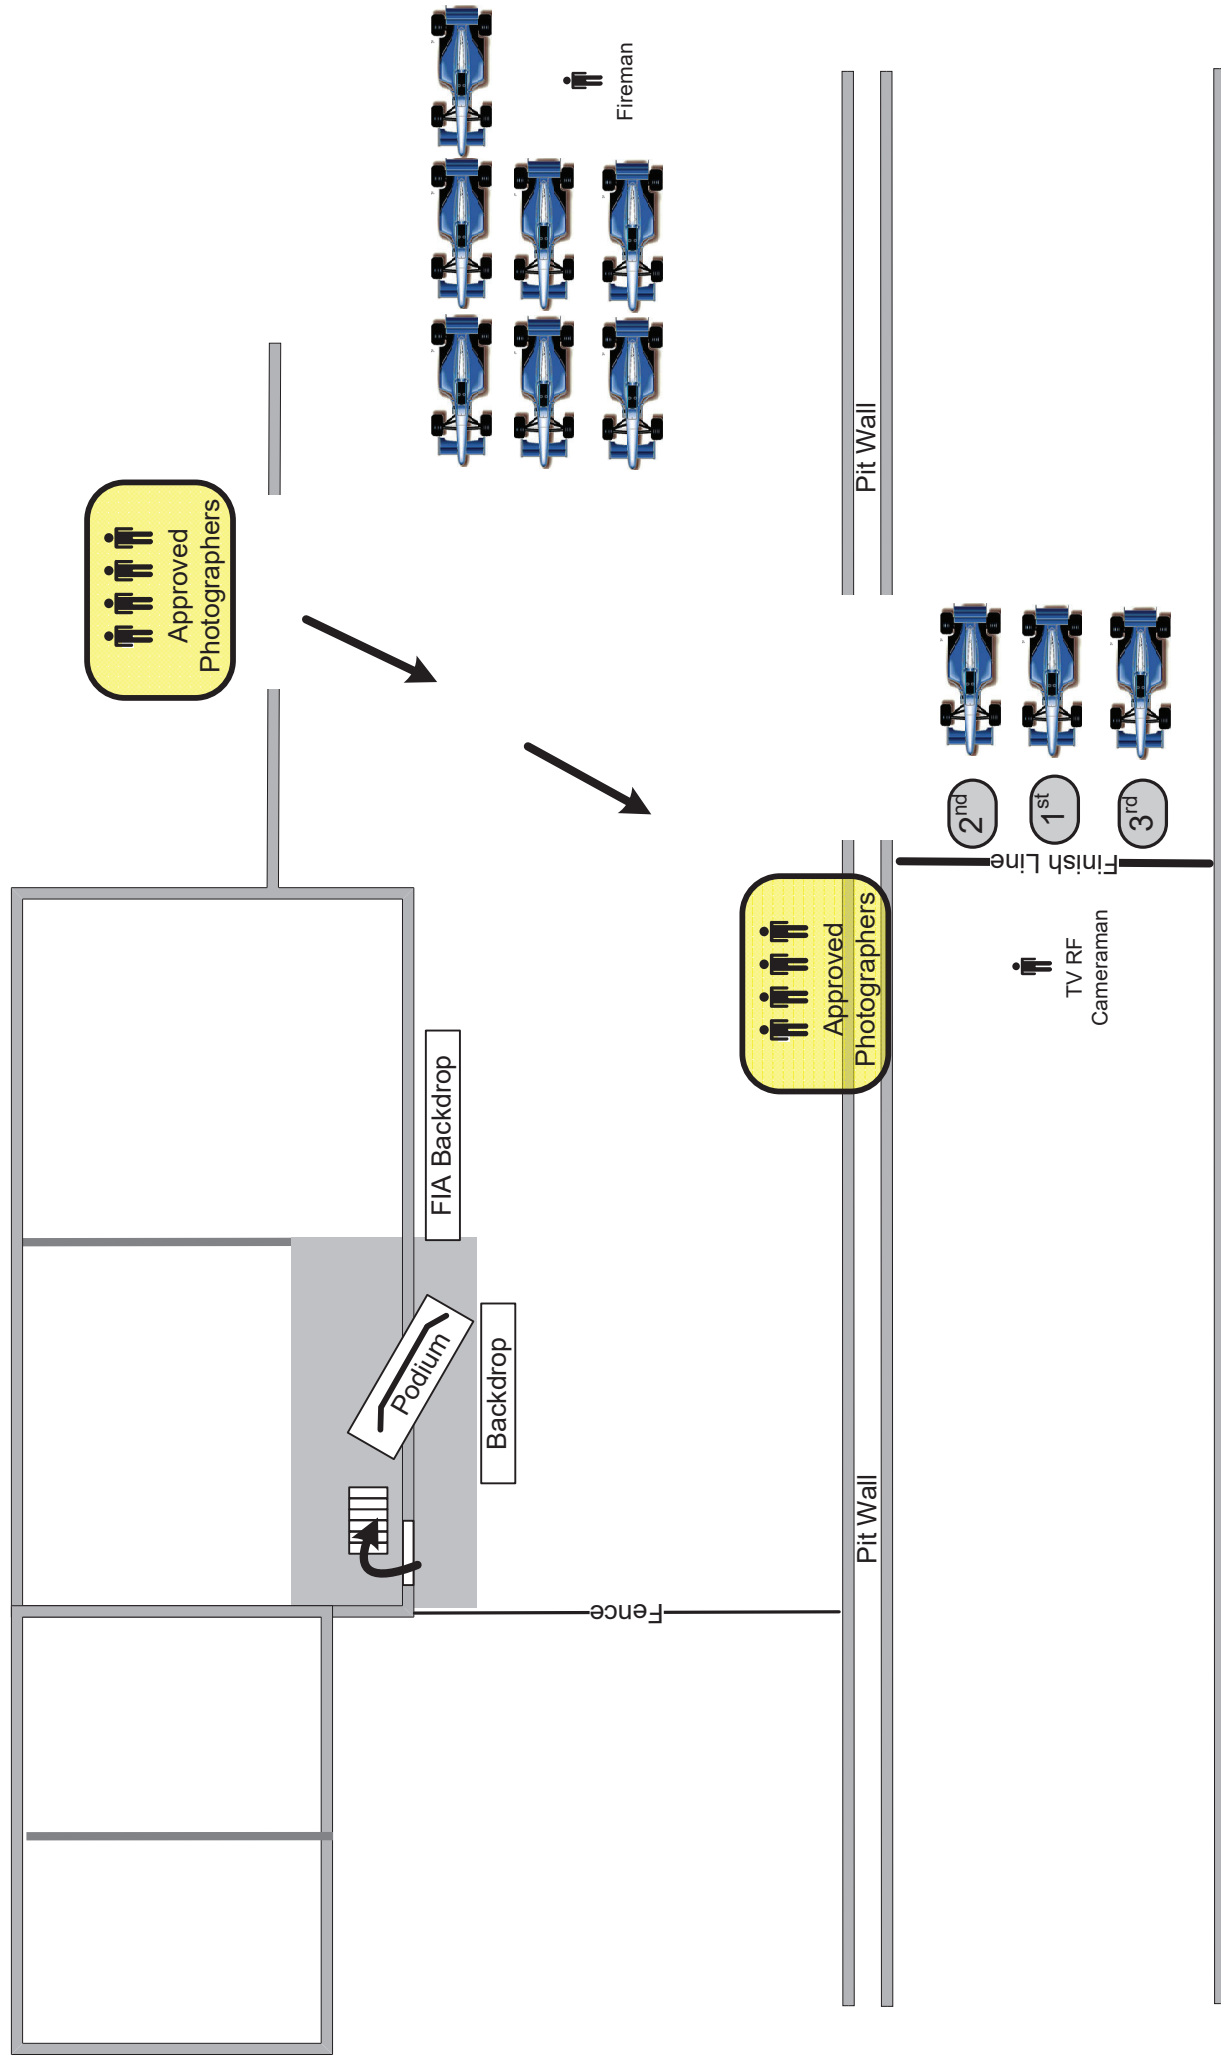 Approved
Photographers
Fireman
Pit Wall
2nd
1st
3rd
Finish Line
TV RF
Cameraman
Approved
Photographers
FIA Backdrop
Podium
Backdrop
Pit Wall
Fence